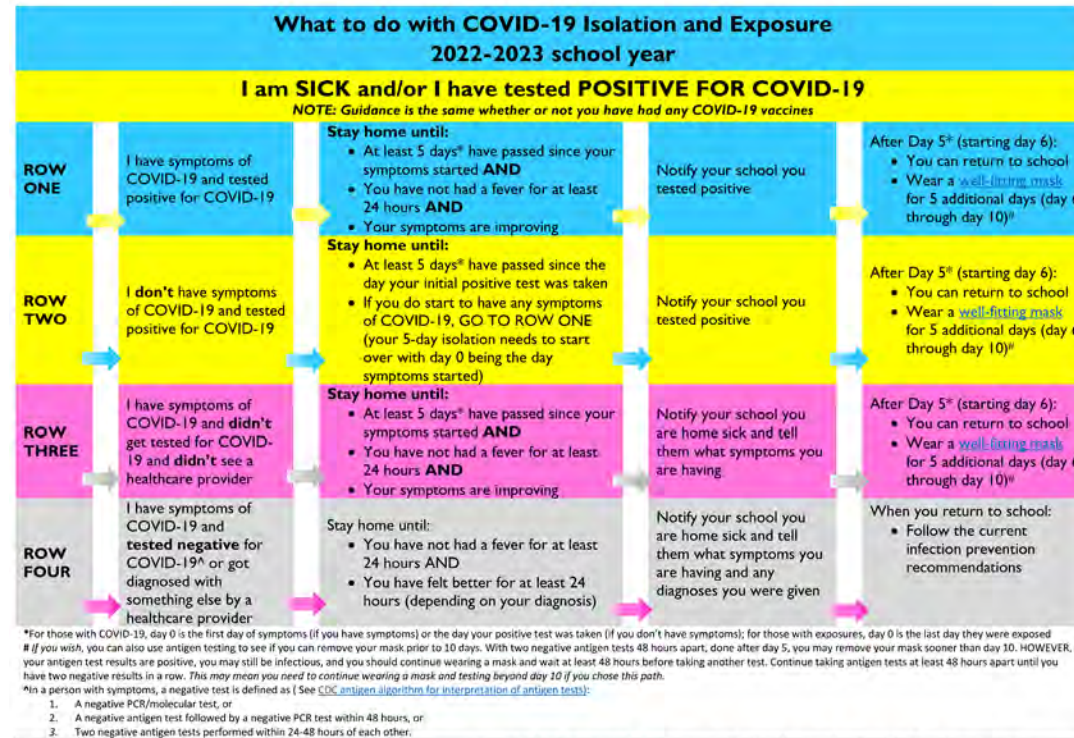 What to do with COVID-19 Isolation and Exposure
2022-2023 school year
I am SICK and/or I have tested POSITIVE FOR COVID-19
NOTE: Guidance is the same whether or not you have had any COVID-19 vaccines
ROW
ONE
I have symptoms of
COVID-19 and tested
positive for COVID-19
Stay home until:
• At least 5 days* have passed since your
symptoms started AND
• You have not had a fever for at least
24 hours AND
• Your symptoms are improving
Notify your school you
tested positive
After Day 5* (starting day 6):
• You can return to school
• Wear a well-fitting mask
for 5 additional days (day 6
through day 10)#
ROW
TWO
I don't have symptoms
of COVID-19 and tested
positive for COVID-19
Stay home until:
• At least 5 days* have passed since the
day your initial positive test was taken
• If you do start to have any symptoms
of COVID-19, GO TO ROW ONE
(your 5-day isolation needs to start
over with day 0 being the day
symptoms started)
Notify your school you
tested positive
After Day 5* (starting day 6):
• You can return to school
• Wear a well-fitting mask
for 5 additional days (day 6
through day 10)#
ROW
THREE
I have symptoms of
COVID-19 and didn't
get tested for COVID-
19 and didn't see a
healthcare provider
Stay home until:
• At least 5 days* have passed since your
symptoms started AND
• You have not had a fever for at least
24 hours AND
• Your symptoms are improving
Notify your school you
are home sick and tell
them what symptoms you
are having
After Day 5* (starting day 6):
• You can return to school
• Wear a well-fitting mask
for 5 additional days (day 6
through day 10)#
ROW
FOUR
I have symptoms of
COVID-19 and
tested negative for
COVID-19^ or got
diagnosed with
something else by a
healthcare provider
Stay home until:
• You have not had a fever for at least
24 hours AND
• You have felt better for at least 24
hours (depending on your diagnosis)
Notify your school you
are home sick and tell
them what symptoms you
are having and any
diagnoses you were given
When you return to school:
• Follow the current
infection prevention
recommendations
*For those with COVID-19, day 0 is the first day of symptoms (if you have symptoms) or the day your positive test was taken (if you don't have symptoms); for those with exposures, day 0 is the last day they were exposed
# If you wish, you can also use antigen testing to see if you can remove your mask prior to 10 days. With two negative antigen tests 48 hours apart, done after day 5, you may remove your mask sooner than day 10. HOWEVER,
your antigen test results are positive, you may still be infectious, and you should continue wearing a mask and wait at least 48 hours before taking another test. Continue taking antigen tests at least 48 hours apart until you
have two negative results in a row. This may mean you need to continue wearing a mask and testing beyond day 10 if you chose this path.
^In a person with symptoms, a negative test is defined as ( See CDC antigen algorithm for interpretation of antigen tests):
1. A negative PCR/molecular test, or
2. A negative antigen test followed by a negative PCR test within 48 hours, or
3. Two negative antigen tests performed within 24-48 hours of each other.